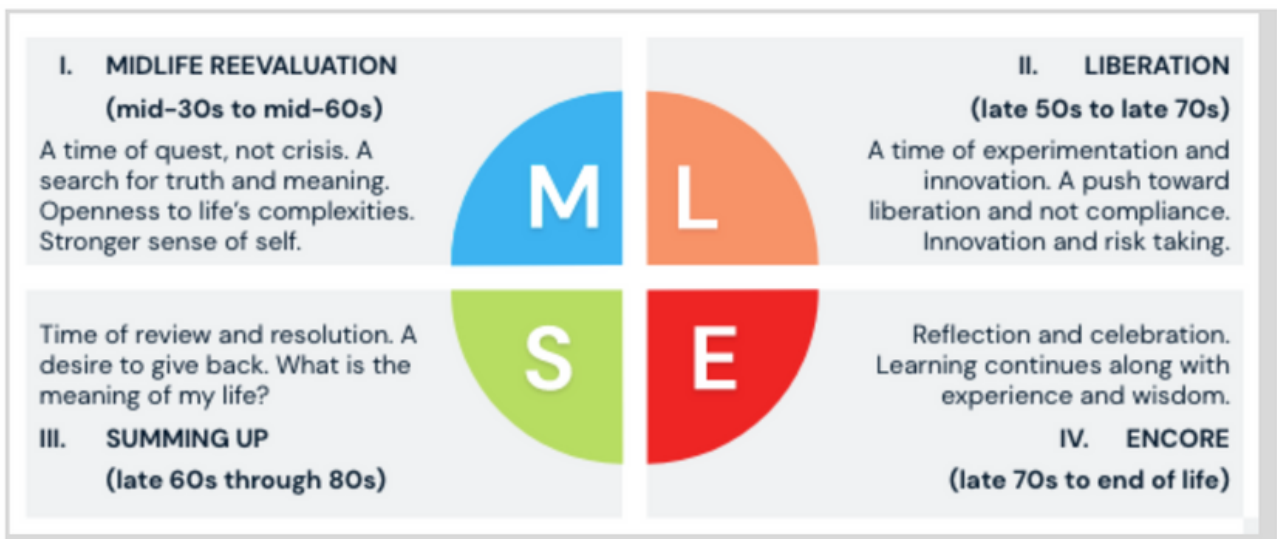 I. MIDLIFE REEVALUATION
(mid-30s to mid-60s)
A time of quest, not crisis. A
search for truth and meaning.
Openness to life's complexities.
Stronger sense of self.
M
II. LIBERATION
(late 50s to late 70s)
A time of experimentation and
innovation. A push toward
liberation and not compliance.
Innovation and risk taking.
L
Time of review and resolution. A
desire to give back. What is the
meaning of my life?
III. SUMMING UP
(late 60s through 80s)
S
Reflection and celebration.
Learning continues along with
experience and wisdom.
IV. ENCORE
(late 70s to end of life)
E